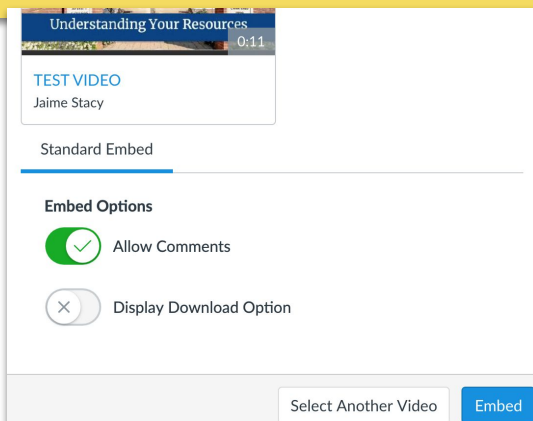 Understanding Your Resources
0:11
TEST VIDEO
Jaime Stacy
Standard Embed
Embed Options
Allow Comments
Display Download Option
Select Another Video
Embed